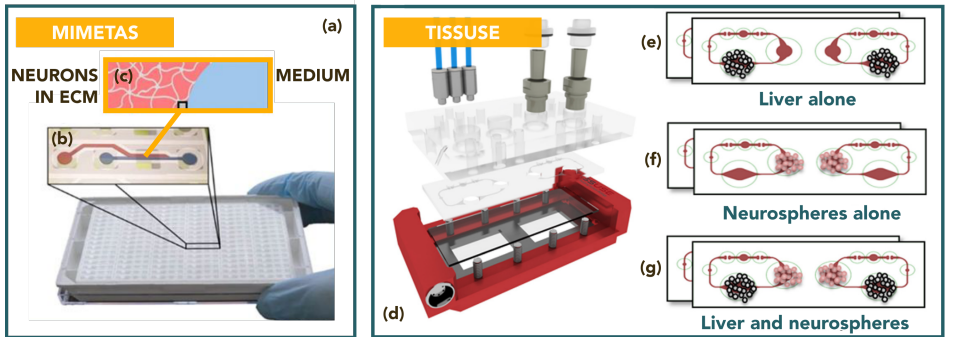 MIMETAS
(a)
NEURONS
IN ECM
(c)
MEDIUM
(b)
TISSUSE
(d)
(e)
Liver alone
(f)
Neurospheres alone
(g)
Liver and neurospheres